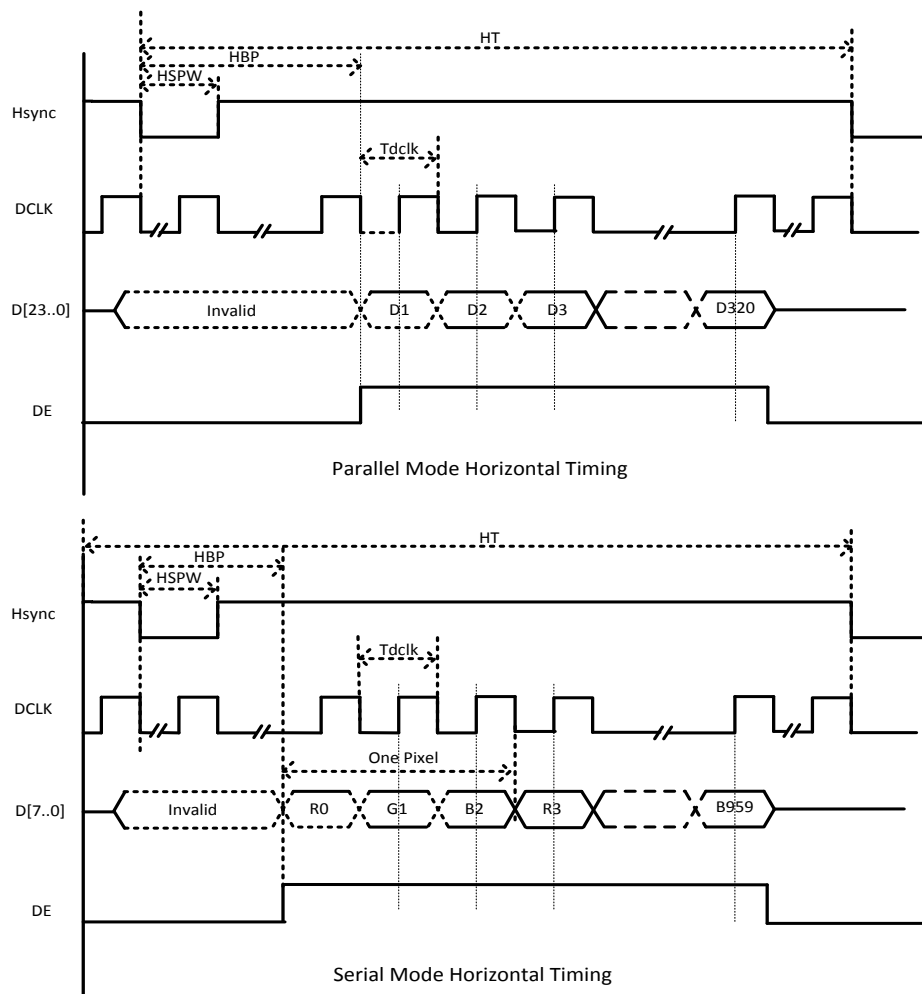 HT
HBP
HSPW
Hsync
Tdclk
DCLK
D[23..0] Invalid D1 D2 D3 D320
DE
Parallel Mode Horizontal Timing
HT
HBP
HSPW
Hsync
Tdclk
DCLK
One Pixel
D[7..0] Invalid R0 G1 B2 R3 B959
DE
Serial Mode Horizontal Timing